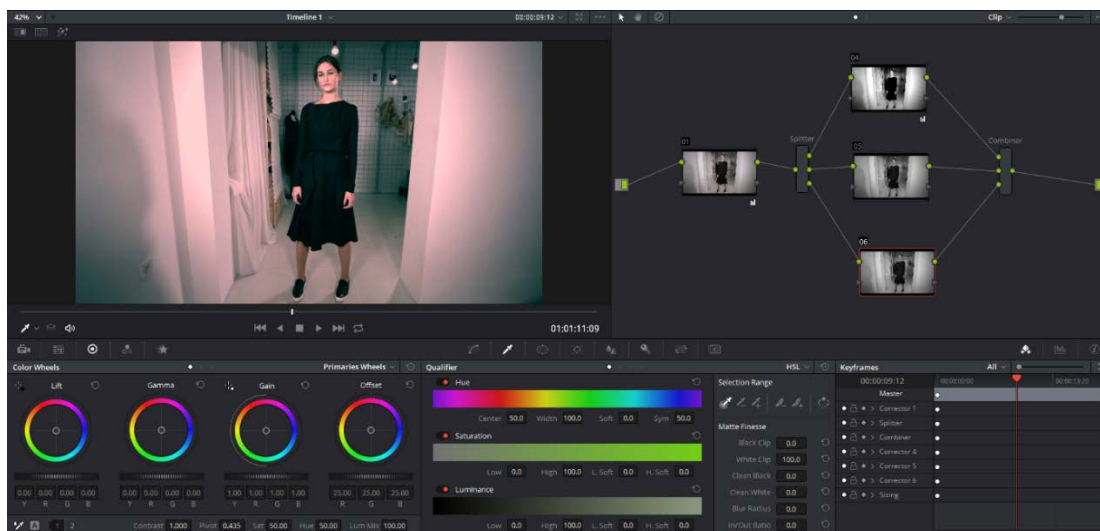 42% Timeline 1 00:00:09:12 Clip
04
01 Splitter 05 Combiner
06
01:01:11:09
Color Wheels Primaries Wheels Qualifier HSL Keyframes All
Lift Gamma Gain Offset Hue Selection Range 00:00:09:12 00:00:00:00 00:00:13:20
Master
Center 50.0 Width 100.0 Soft 0.0 Sym 50.0 Corrector 1
Saturation Matte Finesse Splitter
Black Clip 0.0 Combiner
Low 0.0 High 100.0 L. Soft 0.0 H. Soft 0.0 White Clip 100.0 Corrector 4
Luminance Clean Black 0.0 Corrector 5
0.00 0.00 0.00 0.00 0.00 0.00 0.00 0.00 1.00 1.00 1.00 1.00 25.00 25.00 25.00 Clean White 0.0 Corrector 6
Y R G B Y R G B Y R G B R G B Blur Radius 0.0 Sizing
A 1 2 Contrast 1.000 Pivot 0.435 Sat 50.00 Hue 50.00 Lum Mix 100.00 Low 0.0 High 100.0 L. Soft 0.0 H. Soft 0.0 In/Out Ratio 0.0